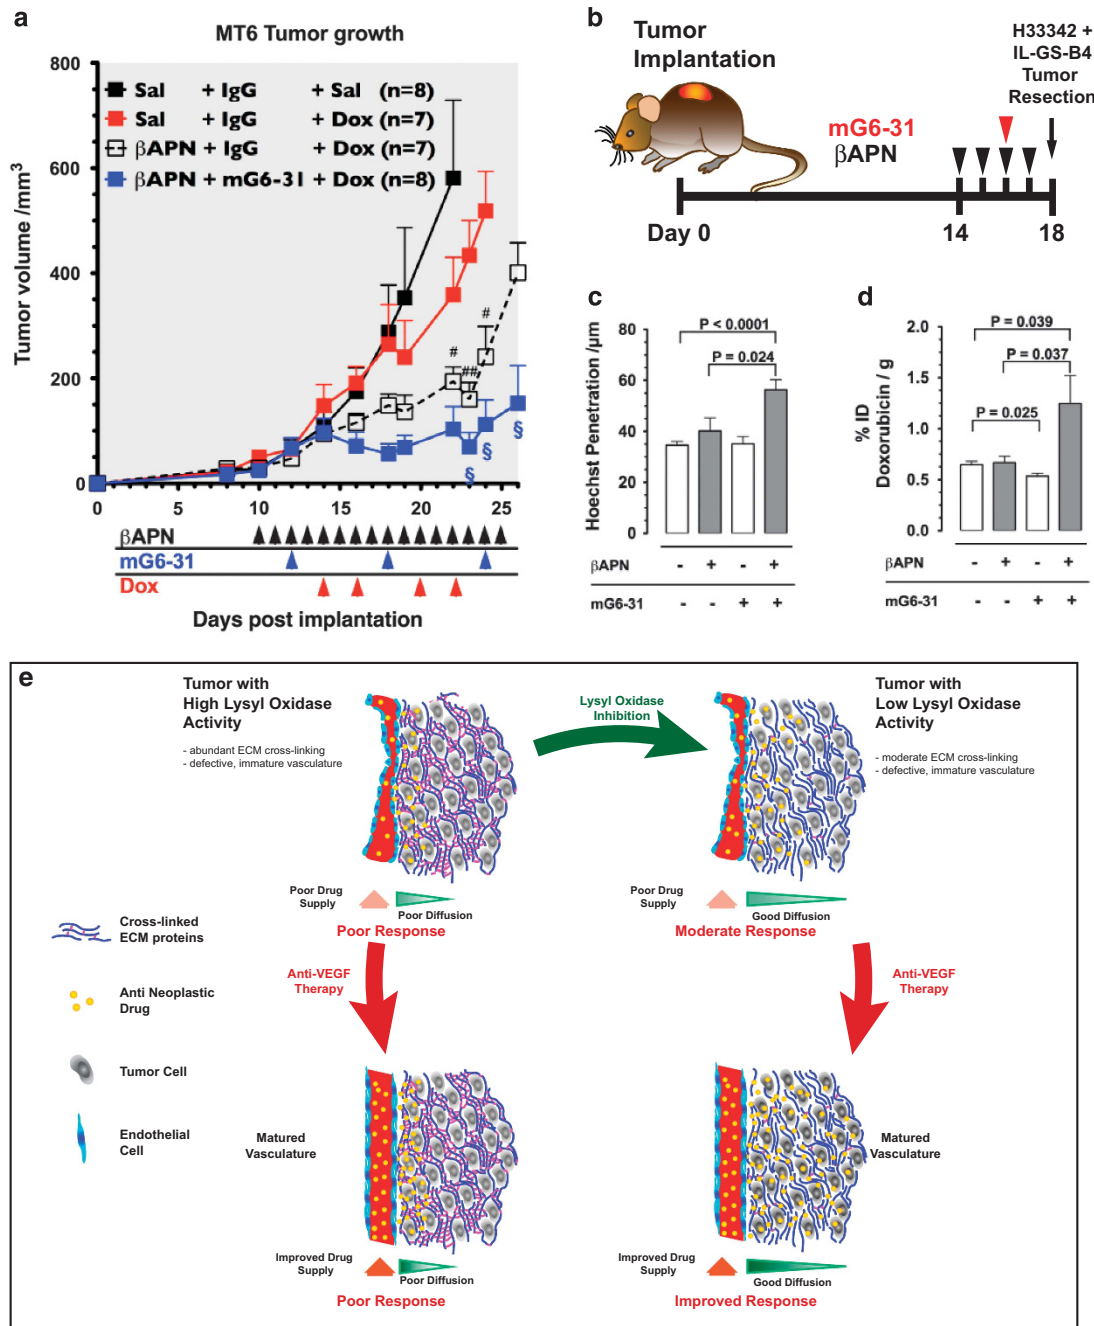 a
MT6 Tumor growth
Tumor volume /mm³
800
600
400
200
0
Sal + IgG + Sal (n=8)
Sal + IgG + Dox (n=7)
βAPN + IgG + Dox (n=7)
βAPN + mG6-31 + Dox (n=8)
# ## #
§ § §
0 5 10 15 20 25
βAPN
mG6-31
Dox
Days post implantation
b
Tumor
Implantation
H33342 +
IL-GS-B4
Tumor
Resection
mG6-31
βAPN
Day 0 14 18
c
Hoechst Penetration /µm
80
60
40
20
0
P < 0.0001
P = 0.024
βAPN - + - +
mG6-31 - - + +
d
% ID
Doxorubicin / g
2.0
1.5
1.0
0.5
0.0
P = 0.039
P = 0.037
P = 0.025
βAPN - + - +
mG6-31 - - + +
e
Tumor with
High Lysyl Oxidase
Activity
- abundant ECM cross-linking
- defective, immature vasculature
Lysyl Oxidase
Inhibition
Tumor with
Low Lysyl Oxidase
Activity
- moderate ECM cross-linking
- defective, immature vasculature
Poor Drug
Supply
Poor Diffusion
Poor Response
Poor Drug
Supply
Good Diffusion
Moderate Response
Cross-linked
ECM proteins
Anti Neoplastic
Drug
Tumor Cell
Endothelial
Cell
Anti-VEGF
Therapy
Anti-VEGF
Therapy
Matured
Vasculature
Matured
Vasculature
Improved Drug
Supply
Poor Diffusion
Poor Response
Improved Drug
Supply
Good Diffusion
Improved Response